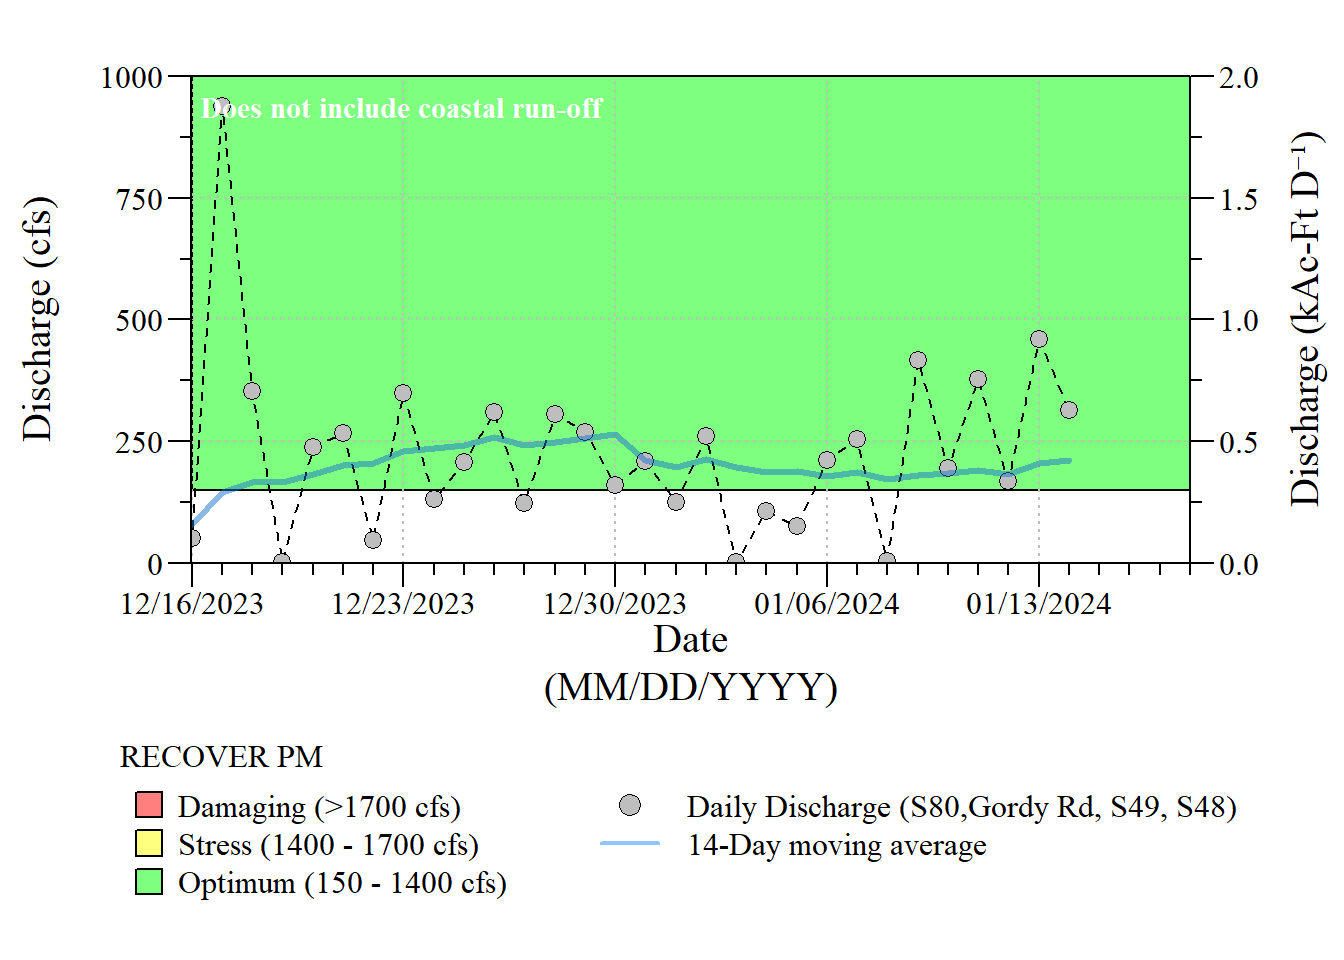 Does not include coastal run-off
1000
750
500
250
0
Discharge (cfs)
2.0
1.5
1.0
0.5
0.0
Discharge (kAc-Ft D⁻¹)
12/16/2023
12/23/2023
12/30/2023
01/06/2024
01/13/2024
Date
(MM/DD/YYYY)
RECOVER PM
Damaging (>1700 cfs)
Stress (1400 - 1700 cfs)
Optimum (150 - 1400 cfs)
Daily Discharge (S80,Gordy Rd, S49, S48)
14-Day moving average